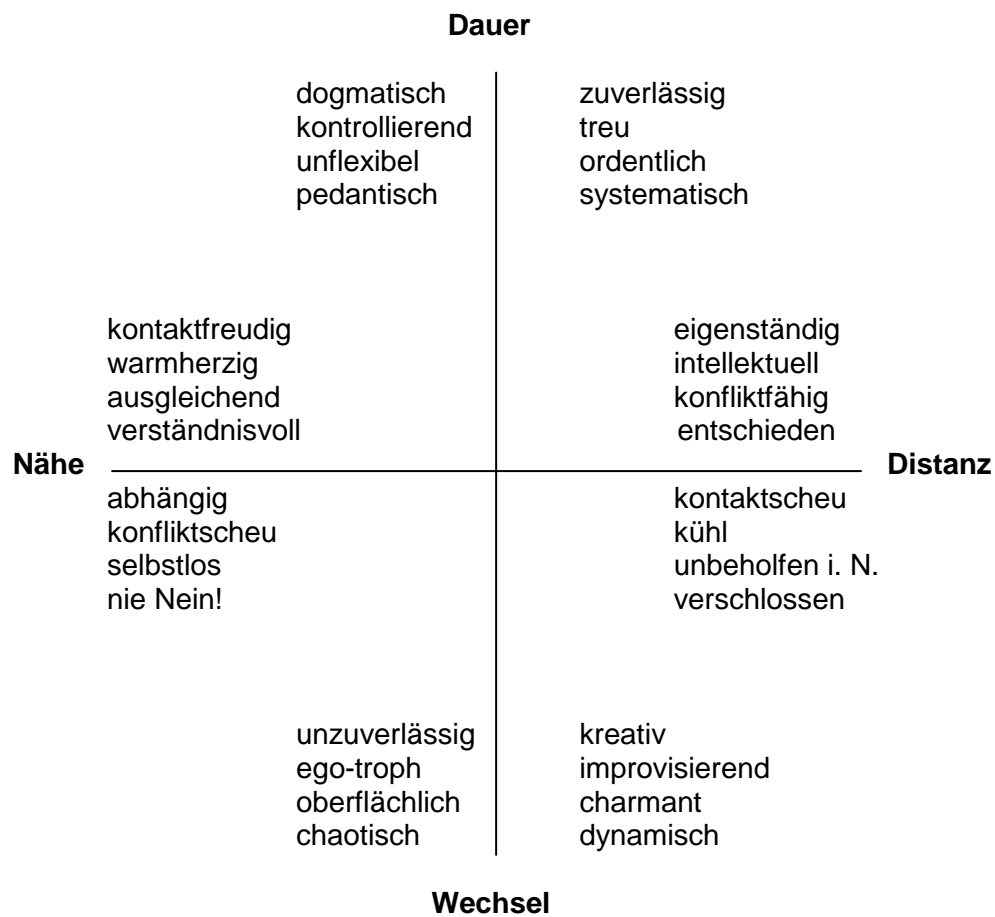 Dauer
dogmatisch
kontrollierend
unflexibel
pedantisch
zuverlässig
treu
ordentlich
systematisch
kontaktfreudig
warmherzig
ausgleichend
verständnisvoll
eigenständig
intellektuell
konfliktfähig
entschieden
Nähe
Distanz
abhängig
konfliktscheu
selbstlos
nie Nein!
kontaktscheu
kühl
unbeholfen i. N.
verschlossen
unzuverlässig
ego-troph
oberflächlich
chaotisch
kreativ
improvisierend
charmant
dynamisch
Wechsel